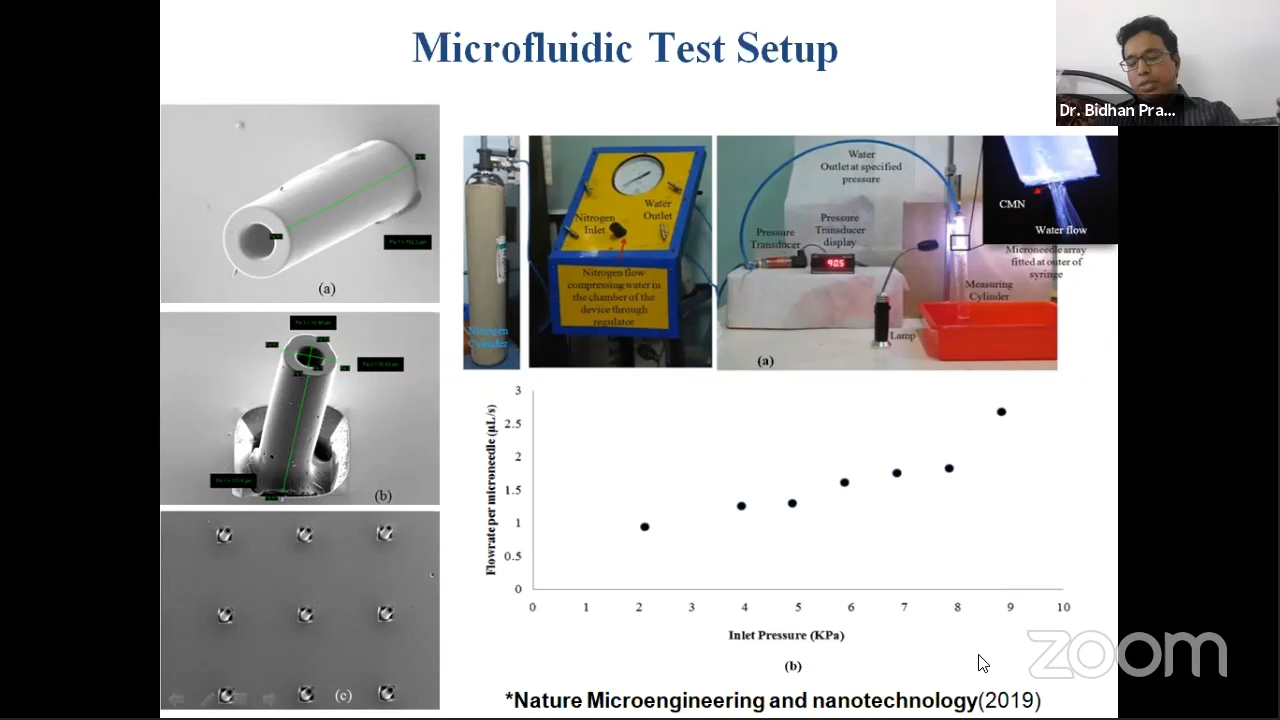 Microfluidic Test Setup
Dr. Bidhan Pra...
(a)
(b)
(c)
Nitrogen
Cylinder
Nitrogen
Inlet
Water
Outlet
Nitrogen flow
compressing water in
the chamber of the
device through
regulator
Water
Outlet at specified
pressure
Pressure
Transducer
Pressure
Transducer
display
905
CMN
Water flow
Microneedle array
fitted at outer of
syringe
Measuring
Cylinder
Lamp
(a)
Flowrate per microneedle (µL/s)
3
2.5
2
1.5
1
0.5
0
0 1 2 3 4 5 6 7 8 9 10
Inlet Pressure (KPa)
(b)
zoom
*Nature Microengineering and nanotechnology(2019)